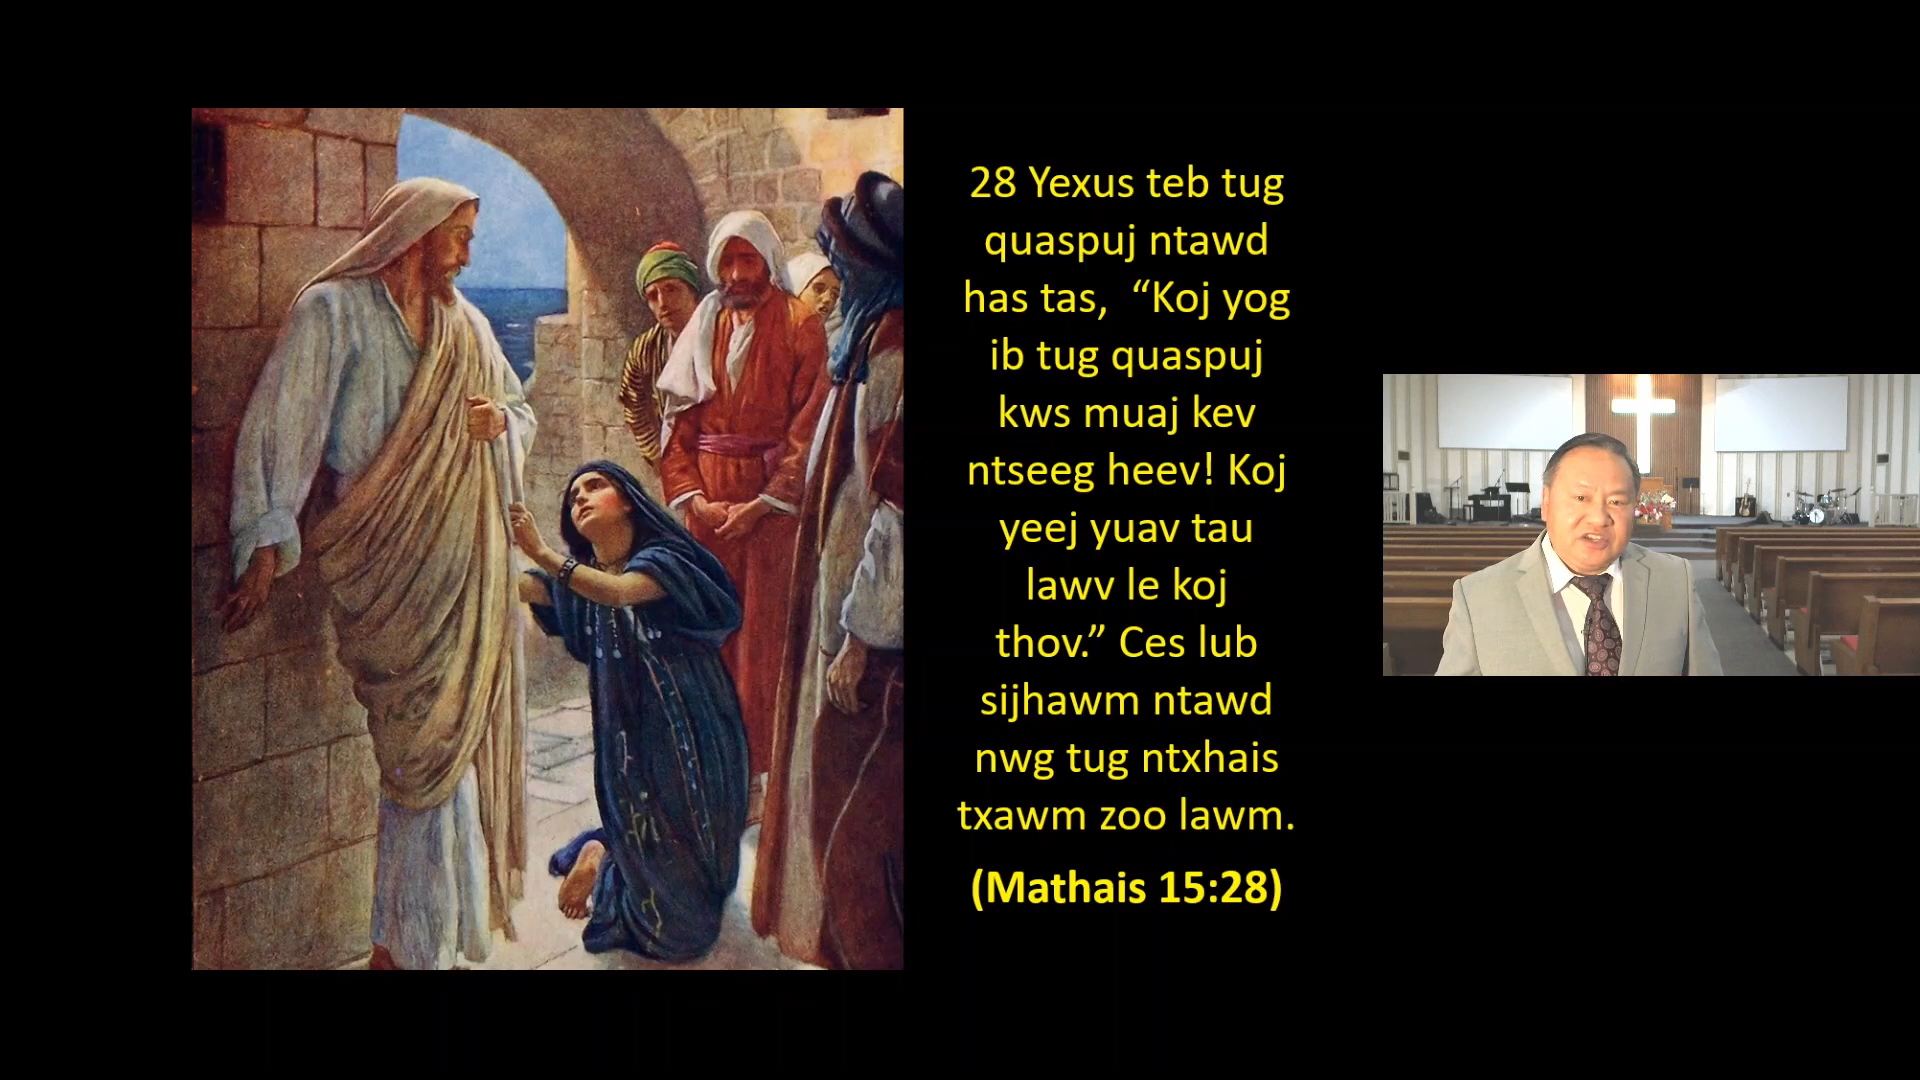 28 Yexus teb tug
quaspuj ntawd
has tas,  “Koj yog
ib tug quaspuj
kws muaj kev
ntseeg heev! Koj
yeej yuav tau
lawv le koj
thov.” Ces lub
sijhawm ntawd
nwg tug ntxhais
txawm zoo lawm.
(Mathais 15:28)